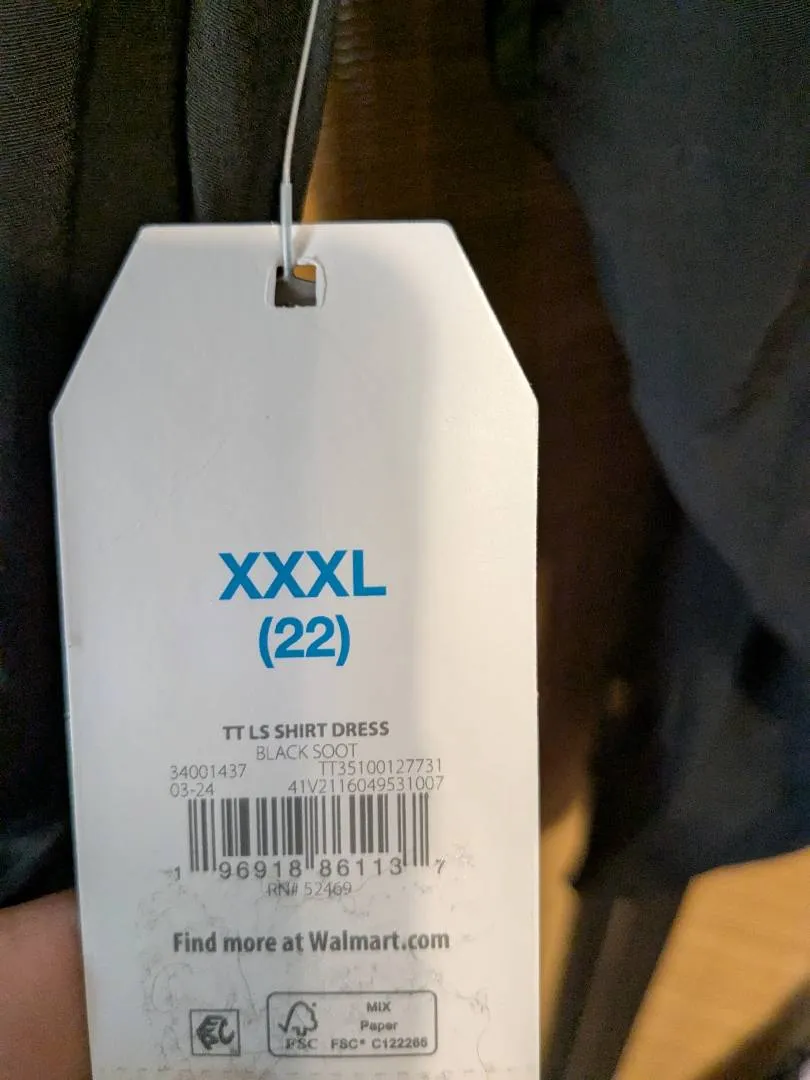 XXXL
(22)
TT LS SHIRT DRESS
BLACK SOOT
34001437 TT35100127731
03-24 41V2116049531007
1 96918 86113 7
RN# 52469
Find more at Walmart.com
MIX
Paper
FSC FSC® C122265